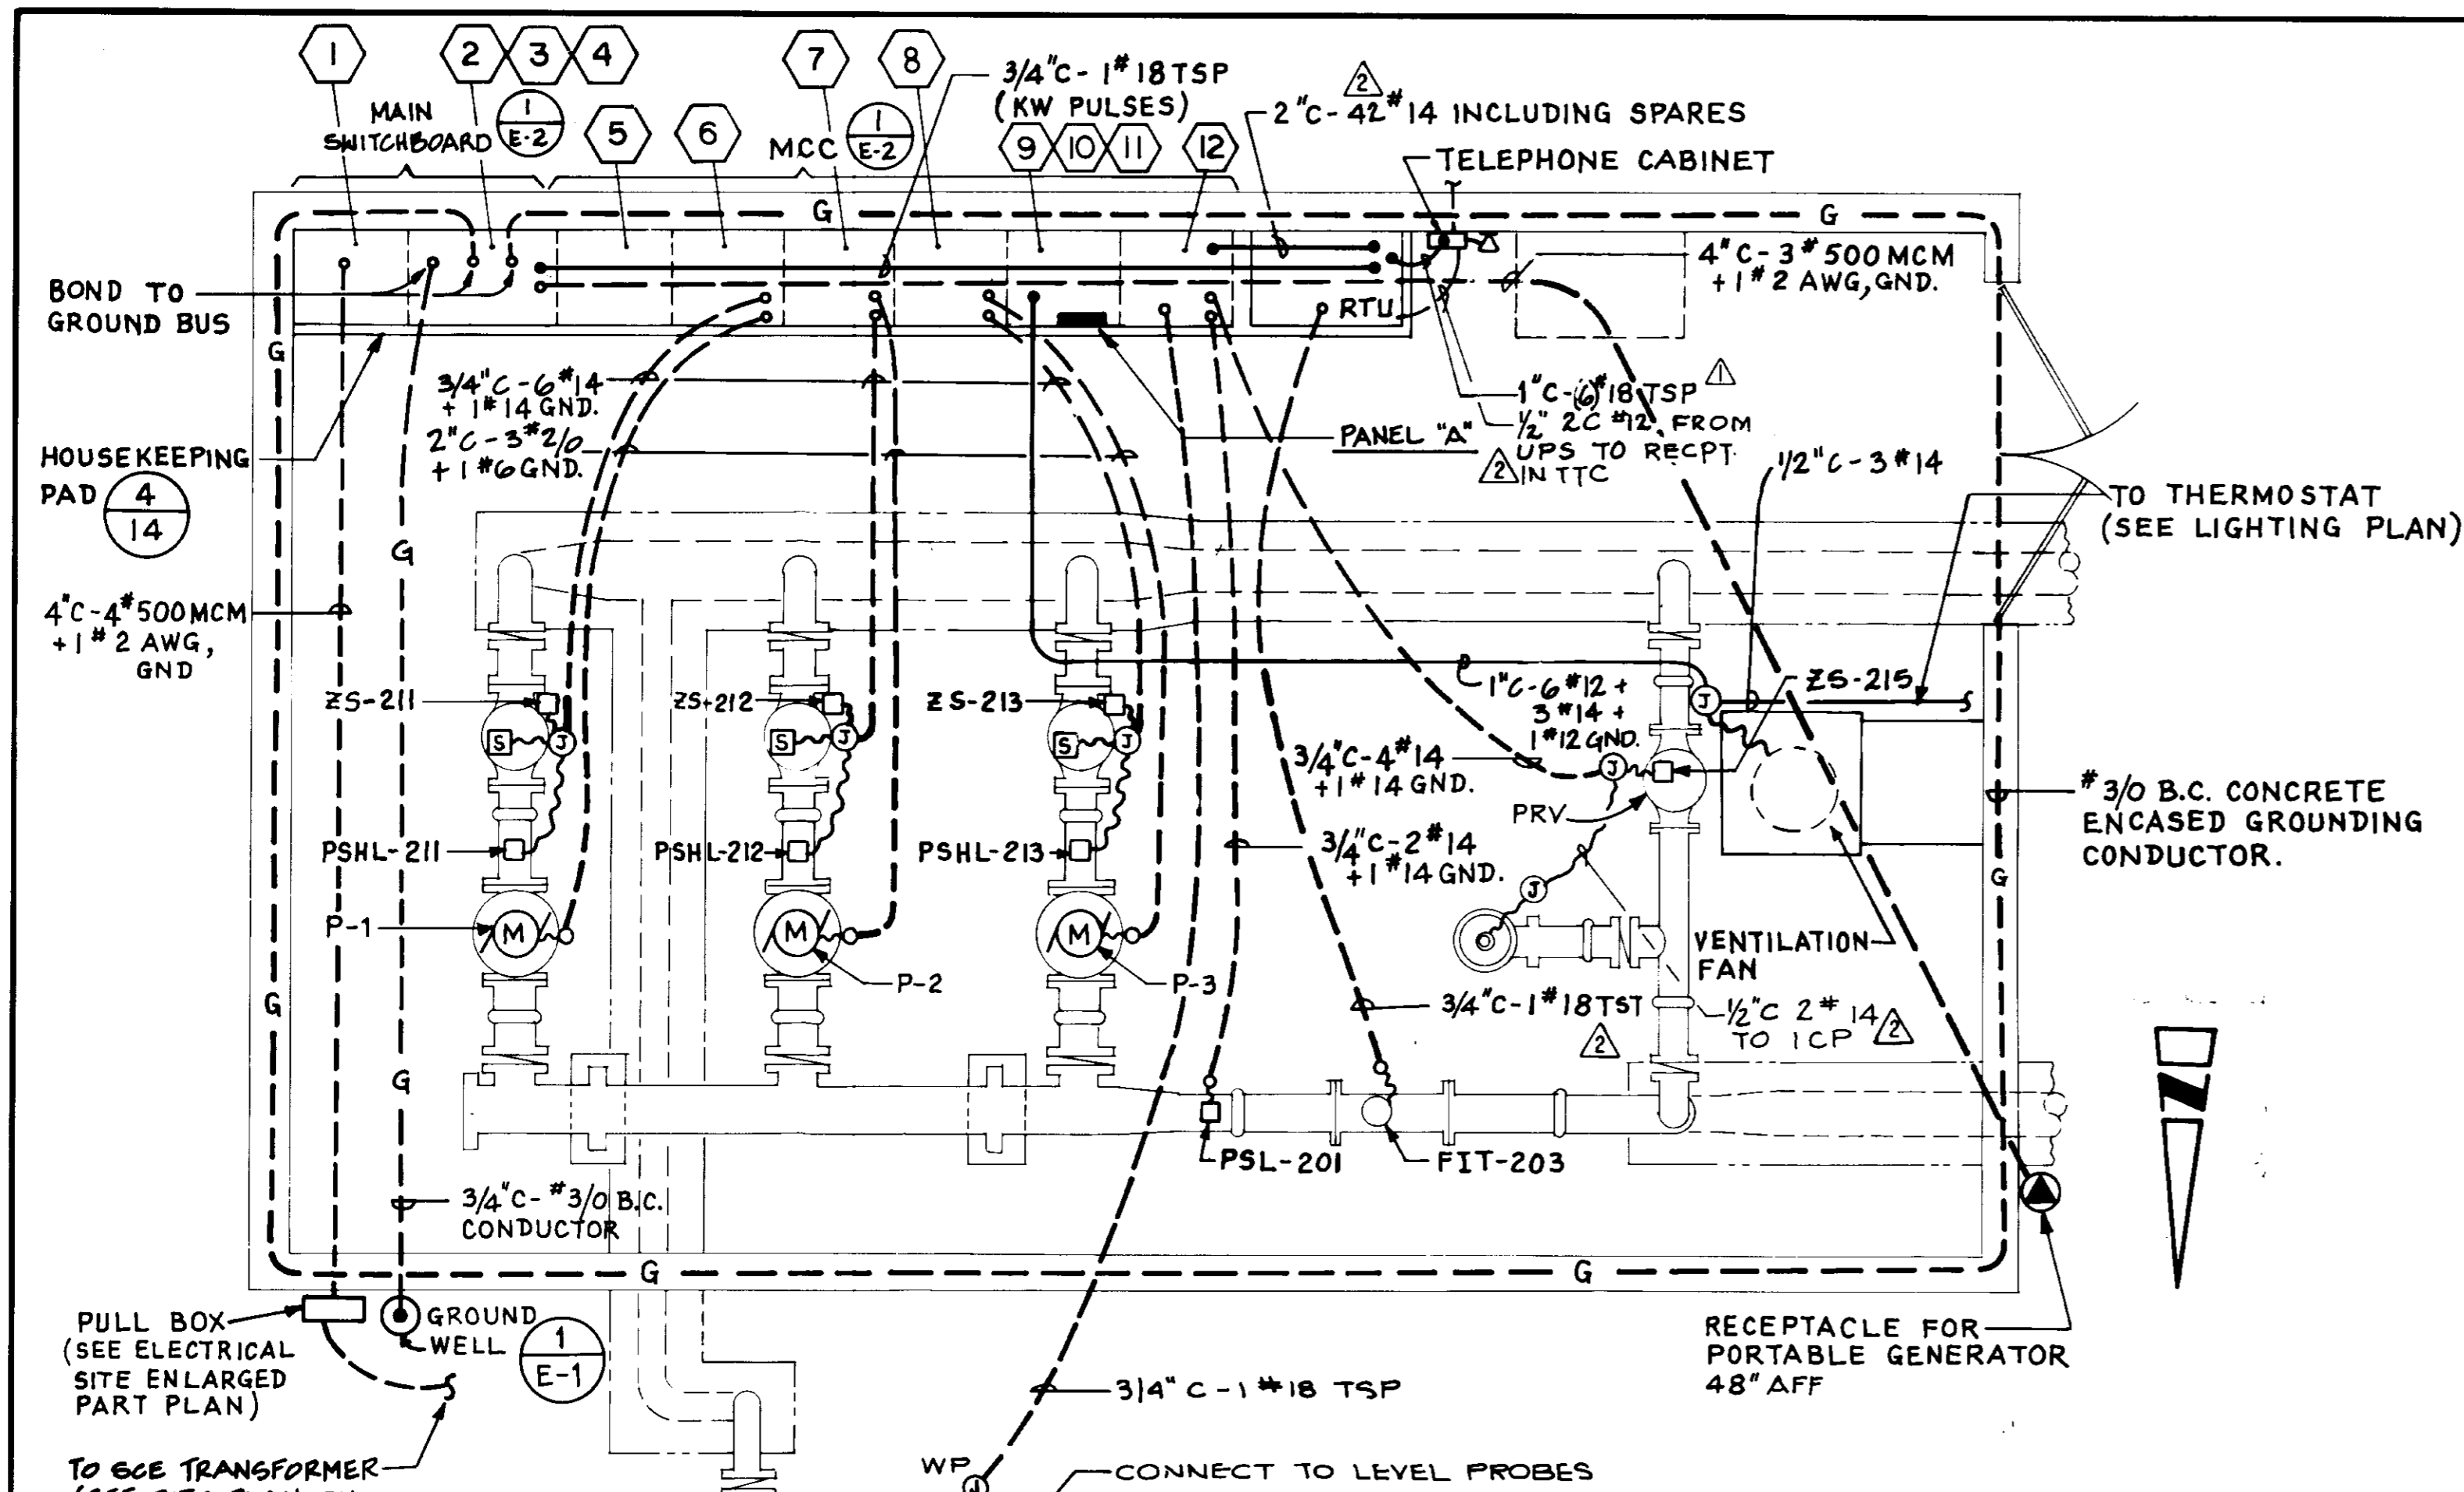 1
2
3
4
7
8
3/4"C- 1#18 TSP
(KW PULSES)
2
2"C-42#14 INCLUDING SPARES
MAIN
SWITCHBOARD
1
E-2
5
6
MCC
1
E-2
9
10
11
12
TELEPHONE CABINET
G
G
BOND TO
GROUND BUS
4"C-3#500 MCM
+1#2 AWG, GND.
RTU
G
3/4"C-6#14
+ 1#14 GND.
2"C-3#2/0
+ 1#6 GND.
1"C-(6)#18 TSP
1
1/2" 2C #12, FROM
UPS TO RECPT.
2
IN TTC
PANEL "A"
1/2"C-3#14
HOUSEKEEPING
PAD
4
14
TO THERMOSTAT
(SEE LIGHTING PLAN)
G
4"C-4#500MCM
+1#2 AWG,
GND
ZS-211
ZS-212
ZS-213
ZS-215
S
J
S
J
S
J
J
1"C-6#12 +
3#14 +
1#12 GND.
3/4"C-4#14
+1#14 GND.
J
PRV
#3/0 B.C. CONCRETE
ENCASED GROUNDING
CONDUCTOR.
PSHL-211
PSHL-212
PSHL-213
3/4"C-2#14
+1#14 GND.
J
G
P-1
M
M
M
P-2
P-3
VENTILATION
FAN
G
3/4"C-1#18 TST
2
1/2"C 2#14
TO 1CP
2
G
PSL-201
FIT-203
3/4"C-#3/0 B.C.
CONDUCTOR
G
G
PULL BOX
(SEE ELECTRICAL
SITE ENLARGED
PART PLAN)
GROUND
WELL
1
E-1
RECEPTACLE FOR
PORTABLE GENERATOR
48" AFF
3/4" C-1 #18 TSP
TO SCE TRANSFORMER
WP
J
CONNECT TO LEVEL PROBES